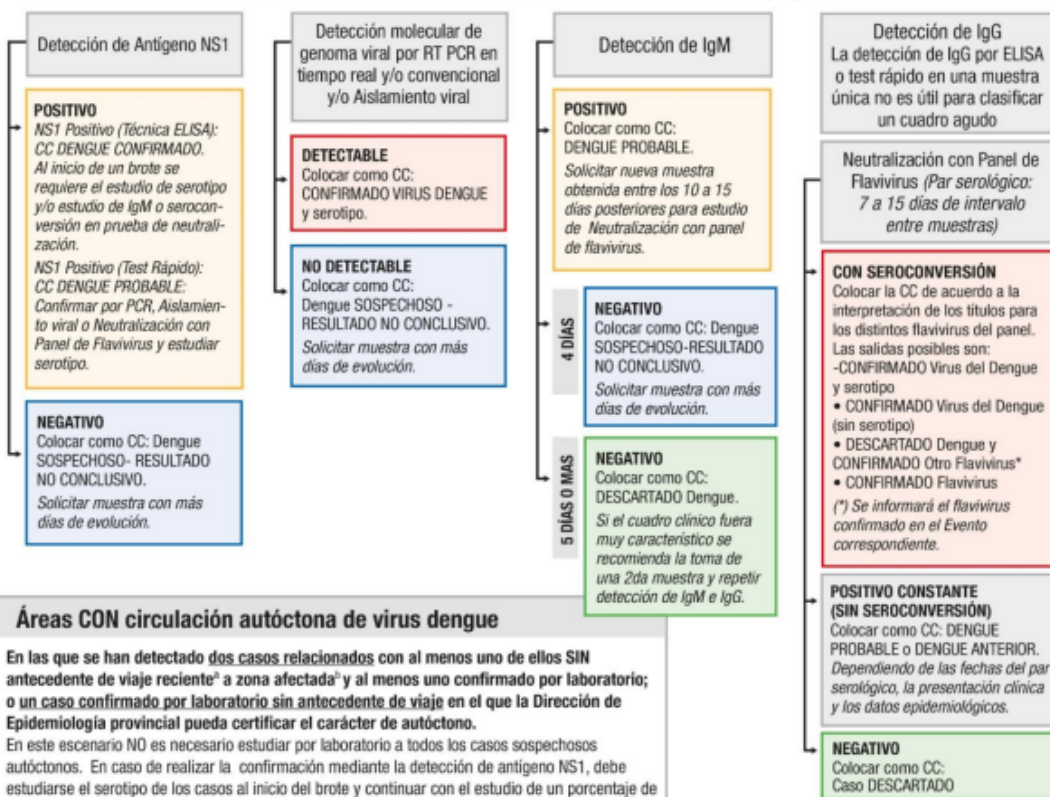 Detección de Antígeno NS1
POSITIVO
NS1 Positivo (Técnica ELISA):
CC DENGUE CONFIRMADO.
Al inicio de un brote se
requiere el estudio de serotipo
y/o estudio de IgM o serocon-
versión en prueba de neutrali-
zación.
NS1 Positivo (Test Rápido):
CC DENGUE PROBABLE:
Confirmar por PCR, Aislamien-
to viral o Neutralización con
Panel de Flavivirus y estudiar
serotipo.
NEGATIVO
Colocar como CC: Dengue
SOSPECHOSO- RESULTADO
NO CONCLUSIVO.
Solicitar muestra con más
días de evolución.
Detección molecular de
genoma viral por RT PCR en
tiempo real y/o convencional
y/o Aislamiento viral
DETECTABLE
Colocar como CC:
CONFIRMADO VIRUS DENGUE
y serotipo.
NO DETECTABLE
Colocar como CC:
Dengue SOSPECHOSO -
RESULTADO NO CONCLUSIVO.
Solicitar muestra con más
días de evolución.
Detección de IgM
POSITIVO
Colocar como CC:
DENGUE PROBABLE.
Solicitar nueva muestra
obtenida entre los 10 a 15
días posteriores para estudio
de Neutralización con panel
de flavivirus.
4 DÍAS
NEGATIVO
Colocar como CC: Dengue
SOSPECHOSO-RESULTADO
NO CONCLUSIVO.
Solicitar muestra con más
días de evolución.
5 DÍAS O MAS
NEGATIVO
Colocar como CC:
DESCARTADO Dengue.
Si el cuadro clínico fuera
muy característico se
recomienda la toma de
una 2da muestra y repetir
detección de IgM e IgG.
Detección de IgG
La detección de IgG por ELISA
o test rápido en una muestra
única no es útil para clasificar
un cuadro agudo
Neutralización con Panel de
Flavivirus (Par serológico:
7 a 15 días de intervalo
entre muestras)
CON SEROCONVERSIÓN
Colocar la CC de acuerdo a la
interpretación de los títulos para
los distintos flavivirus del panel.
Las salidas posibles son:
-CONFIRMADO Virus del Dengue
y serotipo
• CONFIRMADO Virus del Dengue
(sin serotipo)
• DESCARTADO Dengue y
CONFIRMADO Otro Flavivirus*
• CONFIRMADO Flavivirus
(*) Se informará el flavivirus
confirmado en el Evento
correspondiente.
POSITIVO CONSTANTE
(SIN SEROCONVERSIÓN)
Colocar como CC: DENGUE
PROBABLE o DENGUE ANTERIOR.
Dependiendo de las fechas del par
serológico, la presentación clínica
y los datos epidemiológicos.
NEGATIVO
Colocar como CC:
Caso DESCARTADO
Áreas CON circulación autóctona de virus dengue
En las que se han detectado dos casos relacionados con al menos uno de ellos SIN
antecedente de viaje reciente<sup>a</sup> a zona afectada<sup>b</sup> y al menos uno confirmado por laboratorio;
o un caso confirmado por laboratorio sin antecedente de viaje en el que la Dirección de
Epidemiología provincial pueda certificar el carácter de autóctono.
En este escenario NO es necesario estudiar por laboratorio a todos los casos sospechosos
autóctonos. En caso de realizar la confirmación mediante la detección de antígeno NS1, debe
estudiarse el serotipo de los casos al inicio del brote y continuar con el estudio de un porcentaje de